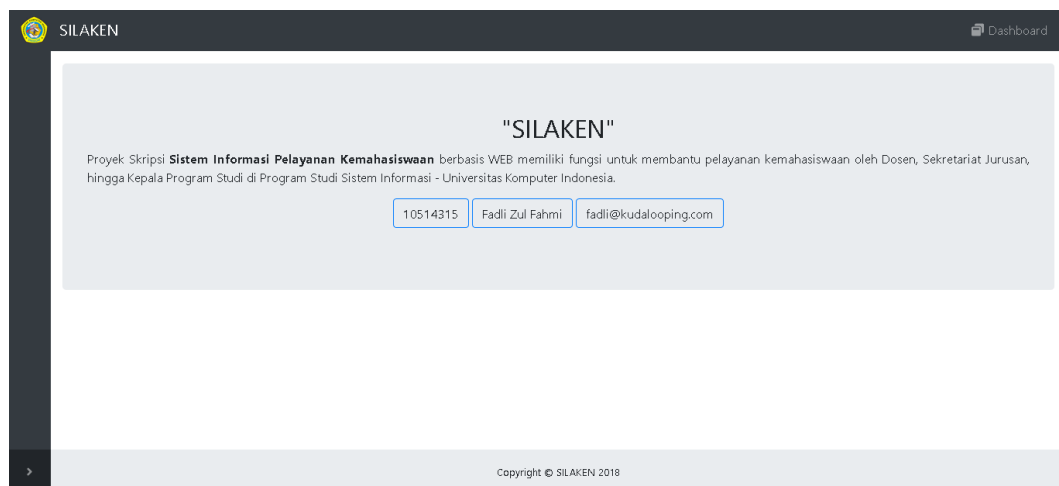 SILAKEN
Dashboard
"SILAKEN"
Proyek Skripsi Sistem Informasi Pelayanan Kemahasiswaan berbasis WEB memiliki fungsi untuk membantu pelayanan kemahasiswaan oleh Dosen, Sekretariat Jurusan,
hingga Kepala Program Studi di Program Studi Sistem Informasi - Universitas Komputer Indonesia.
10514315 Fadli Zul Fahmi fadli@kudalooping.com
Copyright © SILAKEN 2018